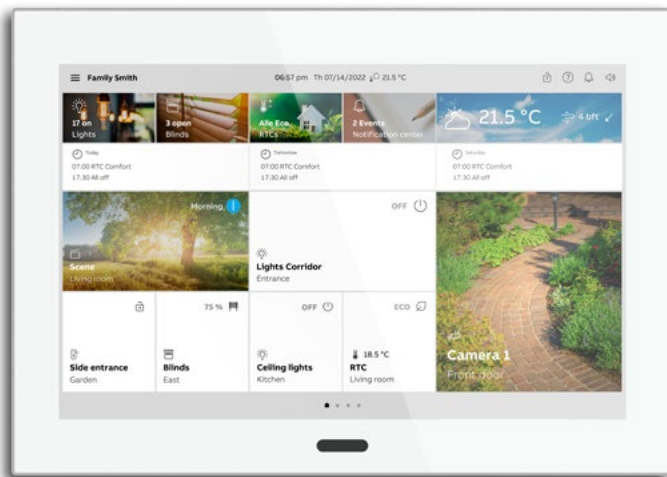 Family Smith
06:57 pm Th 07/14/2022 21.5 °C
17 on
Lights
3 open
Blinds
Alle Eco
RTCs
2 Events
Notification center
21.5 °C
4 bft
Today
07:00 RTC Comfort
17:30 All off
Tomorrow
07:00 RTC Comfort
17:30 All off
Saturday
07:00 RTC Comfort
17:30 All off
Morning
Scene
Living room
OFF
Lights Corridor
Entrance
Camera 1
Front door
Side entrance
Garden
75 %
Blinds
East
OFF
Ceiling lights
Kitchen
ECO
18.5 °C
RTC
Living room